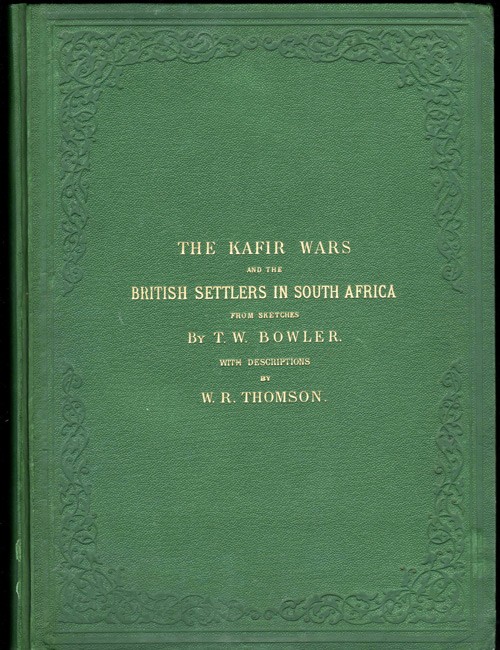 THE KAFIR WARS
AND THE
BRITISH SETTLERS IN SOUTH AFRICA
FROM SKETCHES
By T. W. BOWLER.
WITH DESCRIPTIONS
BY
W. R. THOMSON.